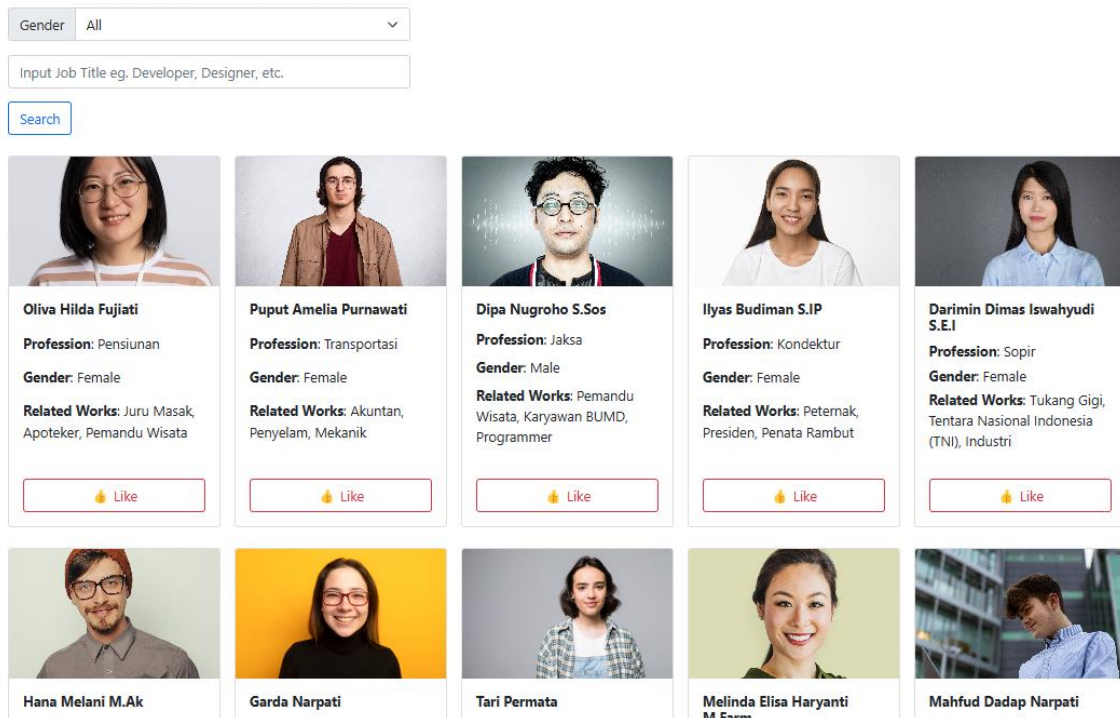 Gender All
Input Job Title eg. Developer, Designer, etc.
Search
Oliva Hilda Fujiati
Profession: Pensiunan
Gender: Female
Related Works: Juru Masak,
Apoteker, Pemandu Wisata
👍 Like
Puput Amelia Purnawati
Profession: Transportasi
Gender: Female
Related Works: Akuntan,
Penyelam, Mekanik
👍 Like
Dipa Nugroho S.Sos
Profession: Jaksa
Gender: Male
Related Works: Pemandu
Wisata, Karyawan BUMD,
Programmer
👍 Like
Ilyas Budiman S.IP
Profession: Kondektur
Gender: Female
Related Works: Peternak,
Presiden, Penata Rambut
👍 Like
Darimin Dimas Iswahyudi
S.E.I
Profession: Sopir
Gender: Female
Related Works: Tukang Gigi,
Tentara Nasional Indonesia
(TNI), Industri
👍 Like
Hana Melani M.Ak
Garda Narpati
Tari Permata
Melinda Elisa Haryanti
M.Farm
Mahfud Dadap Narpati